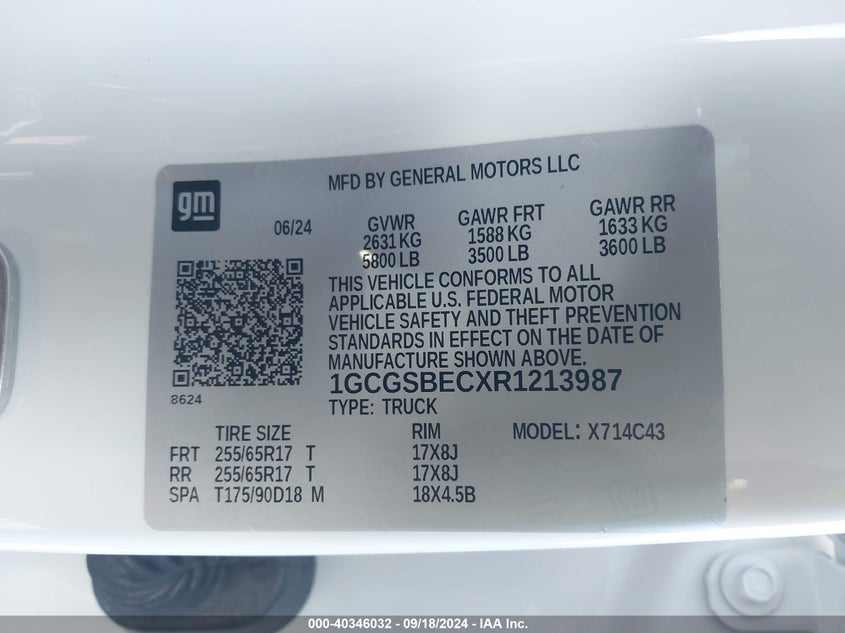 MFD BY GENERAL MOTORS LLC
gm
06/24
GVWR GAWR FRT GAWR RR
2631 KG 1588 KG 1633 KG
5800 LB 3500 LB 3600 LB
THIS VEHICLE CONFORMS TO ALL
APPLICABLE U.S. FEDERAL MOTOR
VEHICLE SAFETY AND THEFT PREVENTION
STANDARDS IN EFFECT ON THE DATE OF
MANUFACTURE SHOWN ABOVE.
1GCGSBECXR1213987
8624
TYPE: TRUCK
TIRE SIZE RIM MODEL: X714C43
FRT 255/65R17 T 17X8J
RR 255/65R17 T 17X8J
SPA T175/90D18 M 18X4.5B
000-40346032 - 09/18/2024 - IAA Inc.